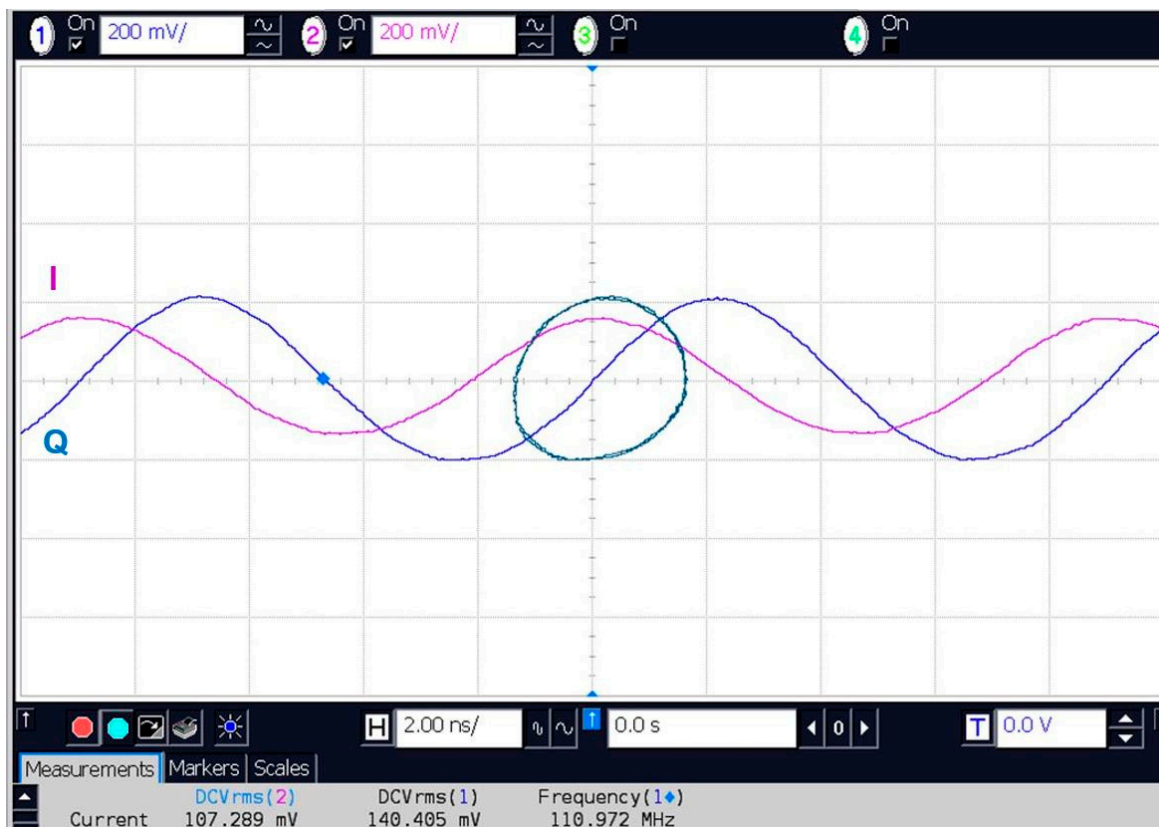 1 On 200 mV/ 2 On 200 mV/ 3 On 4 On
I
Q
H 2.00 ns/ 0.0 s 0 T 0.0 V
Measurements Markers Scales
DCVrms(2) DCVrms(1) Frequency(1◆)
Current 107.289 mV 140.405 mV 110.972 MHz